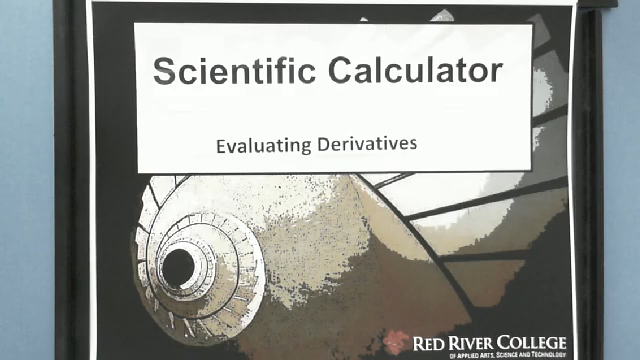 Scientific Calculator
Evaluating Derivatives
RED RIVER COLLEGE
OF APPLIED ARTS, SCIENCE AND TECHNOLOGY